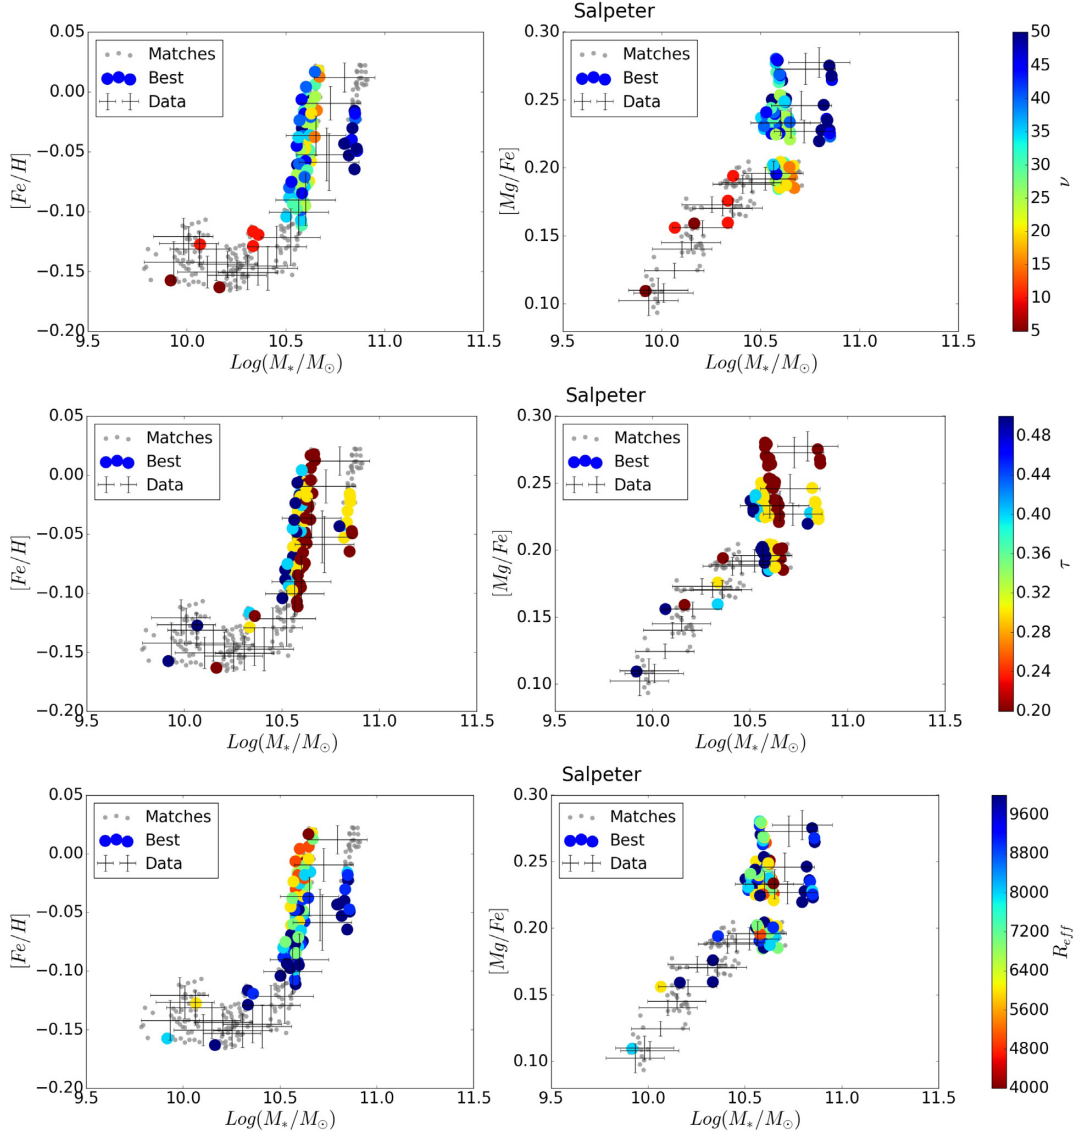 Salpeter
0.05
0.00
−0.05
−0.10
−0.15
−0.20
[Fe/H]
Matches
Best
Data
9.5 10.0 10.5 11.0 11.5
Log(M*/M⊙)
0.30
0.25
0.20
0.15
0.10
[Mg/Fe]
Matches
Best
Data
9.5 10.0 10.5 11.0 11.5
Log(M*/M⊙)
50
45
40
35
30
25
20
15
10
5
ν
Salpeter
0.05
0.00
−0.05
−0.10
−0.15
−0.20
[Fe/H]
Matches
Best
Data
9.5 10.0 10.5 11.0 11.5
Log(M*/M⊙)
0.30
0.25
0.20
0.15
0.10
[Mg/Fe]
Matches
Best
Data
9.5 10.0 10.5 11.0 11.5
Log(M*/M⊙)
0.48
0.44
0.40
0.36
0.32
0.28
0.24
0.20
τ
Salpeter
0.05
0.00
−0.05
−0.10
−0.15
−0.20
[Fe/H]
Matches
Best
Data
9.5 10.0 10.5 11.0 11.5
Log(M*/M⊙)
0.30
0.25
0.20
0.15
0.10
[Mg/Fe]
Matches
Best
Data
9.5 10.0 10.5 11.0 11.5
Log(M*/M⊙)
9600
8800
8000
7200
6400
5600
4800
4000
R_eff